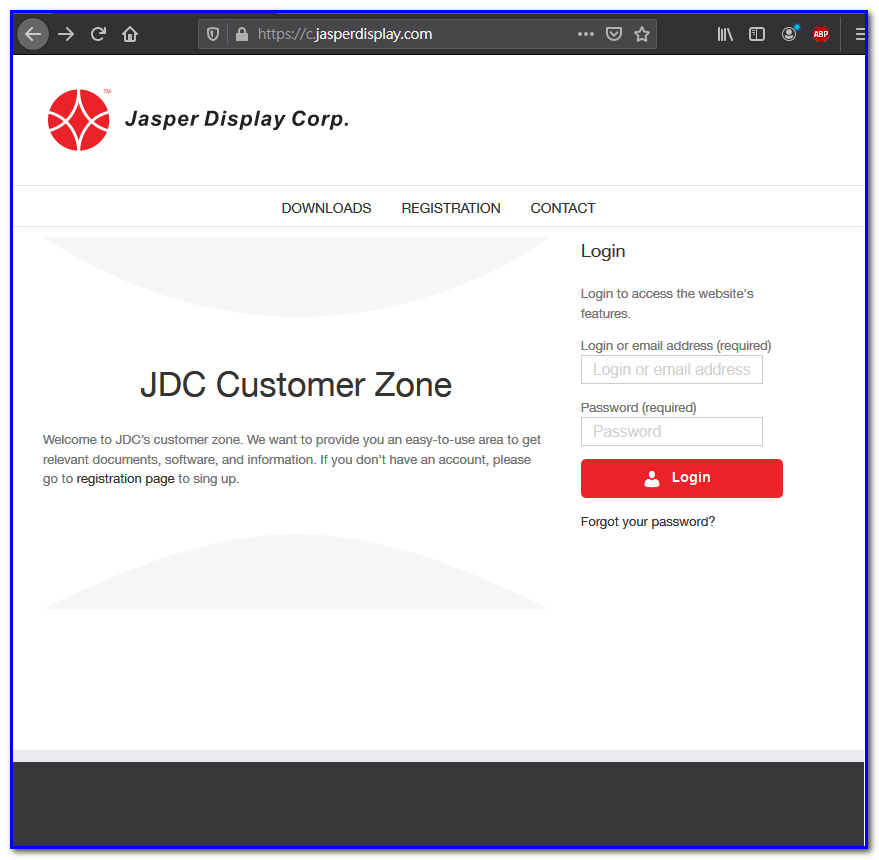 https://c.jasperdisplay.com
ABP
TM
Jasper Display Corp.
DOWNLOADS REGISTRATION CONTACT
Login
Login to access the website's
features.
Login or email address (required)
Login or email address
Password (required)
Password
Login
Forgot your password?
JDC Customer Zone
Welcome to JDC’s customer zone. We want to provide you an easy-to-use area to get
relevant documents, software, and information. If you don’t have an account, please
go to registration page to sing up.